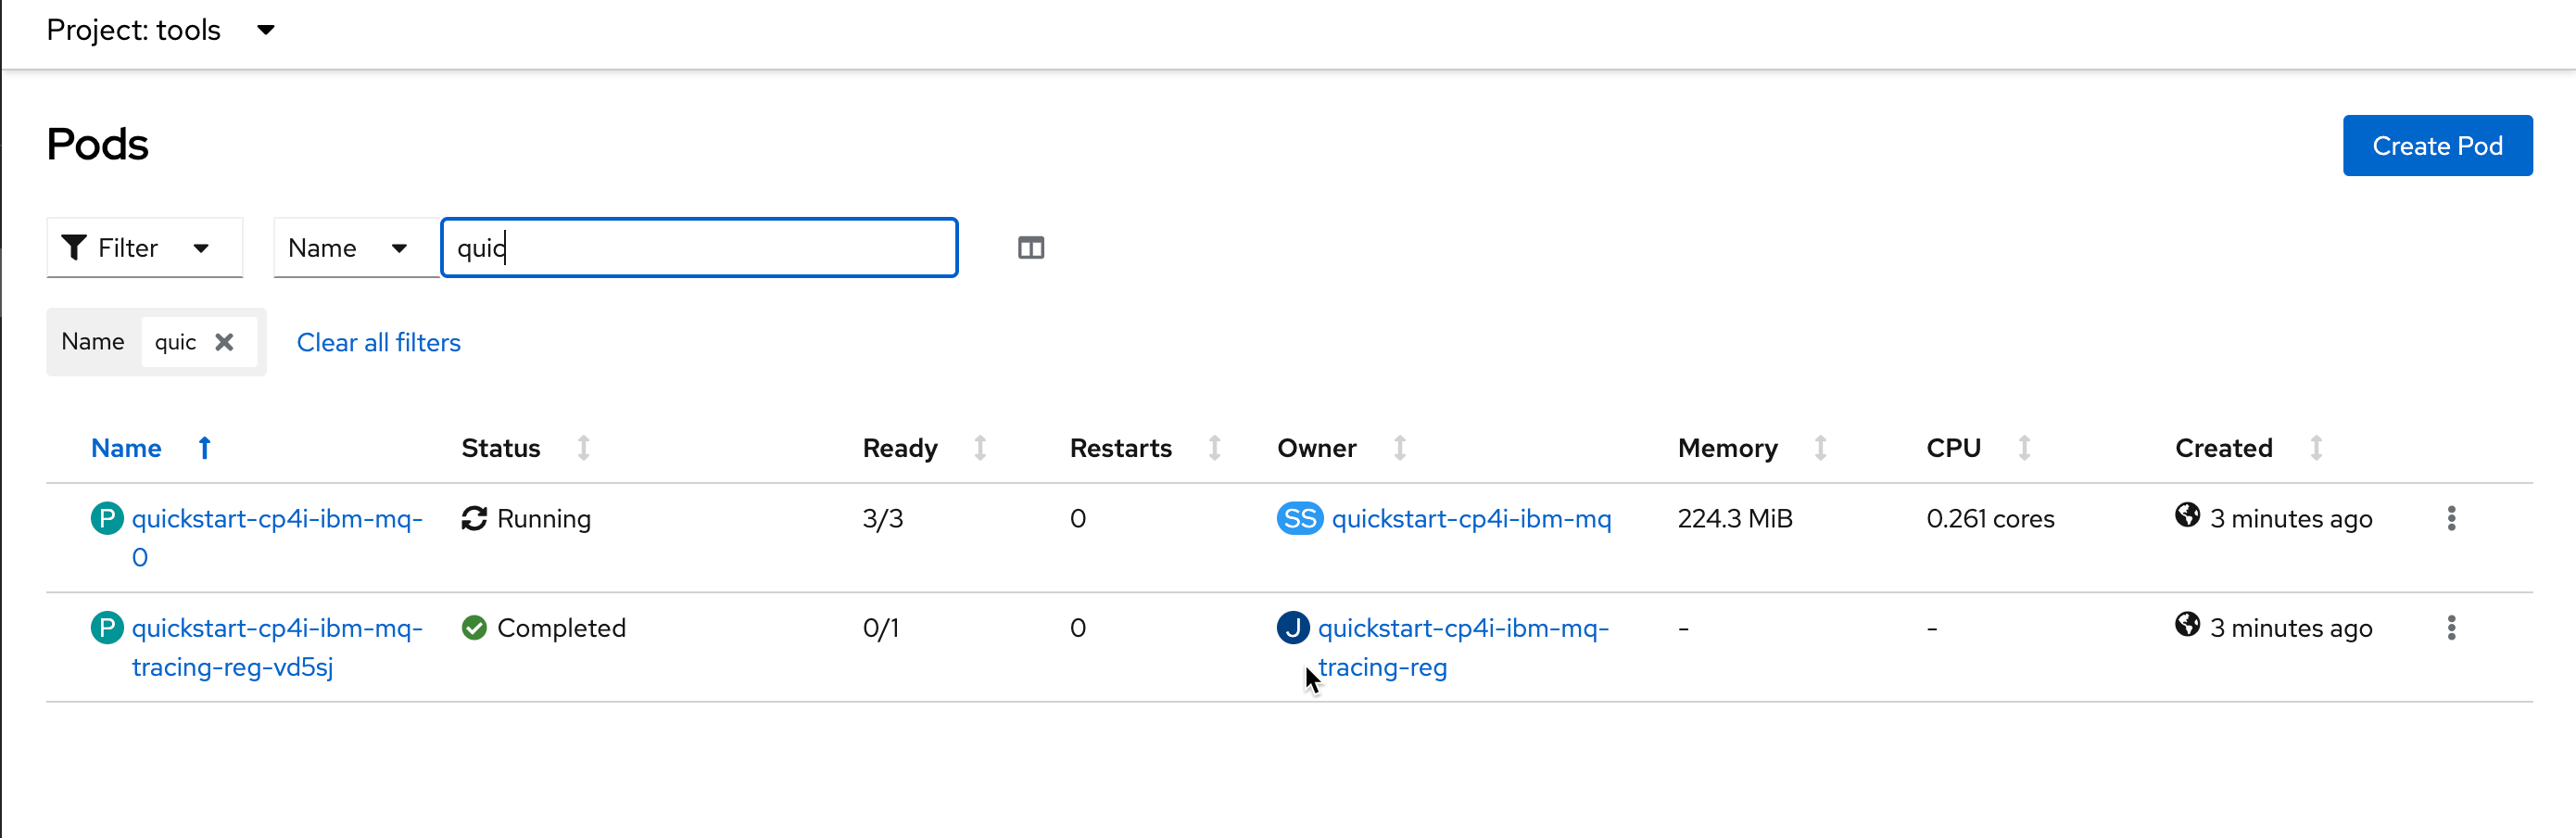 Project: tools
Pods
Create Pod
Filter Name quic
Name quic Clear all filters
Name Status Ready Restarts Owner Memory CPU Created
P quickstart-cp4i-ibm-mq- Running 3/3 0 SS quickstart-cp4i-ibm-mq 224.3 MiB 0.261 cores 3 minutes ago
0
P quickstart-cp4i-ibm-mq- Completed 0/1 0 J quickstart-cp4i-ibm-mq- - - 3 minutes ago
tracing-reg-vd5sj tracing-reg